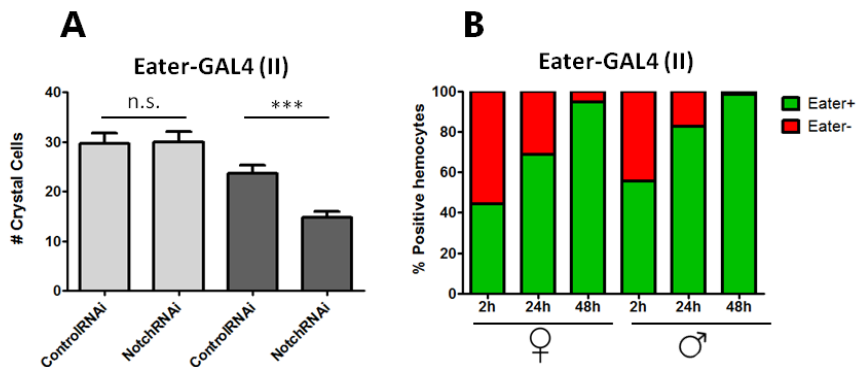 A
Eater-GAL4 (II)
n.s.
***
# Crystal Cells
40
30
20
10
0
ControlRNAi
NotchRNAi
ControlRNAi
NotchRNAi
B
Eater-GAL4 (II)
% Positive hemocytes
100
80
60
40
20
0
2h 24h 48h 2h 24h 48h
♀ ♂
Eater+
Eater-